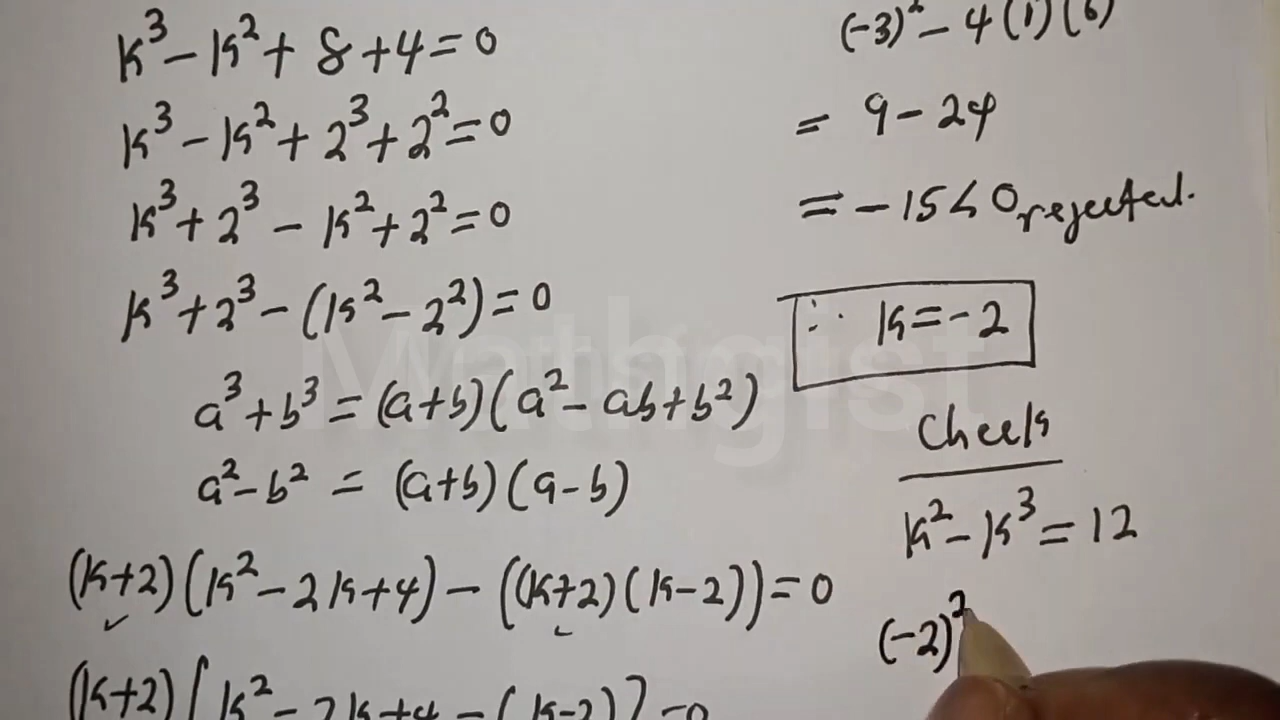 k³ - k² + 8 + 4 = 0
k³ - k² + 2³ + 2² = 0
k³ + 2³ - k² + 2² = 0
k³ + 2³ - (k² - 2²) = 0
a³ + b³ = (a+b)(a² - ab + b²)
a² - b² = (a+b)(a-b)
(k+2)(k² - 2k + 4) - ((k+2)(k-2)) = 0
(k+2)[k² - 2k + 4 - (k-2)] = 0
(-3)² - 4(1)(6)
= 9 - 24
= -15 < 0 rejected.
∴ k = -2
Check
k² - k³ = 12
(-2)²
Mathgist